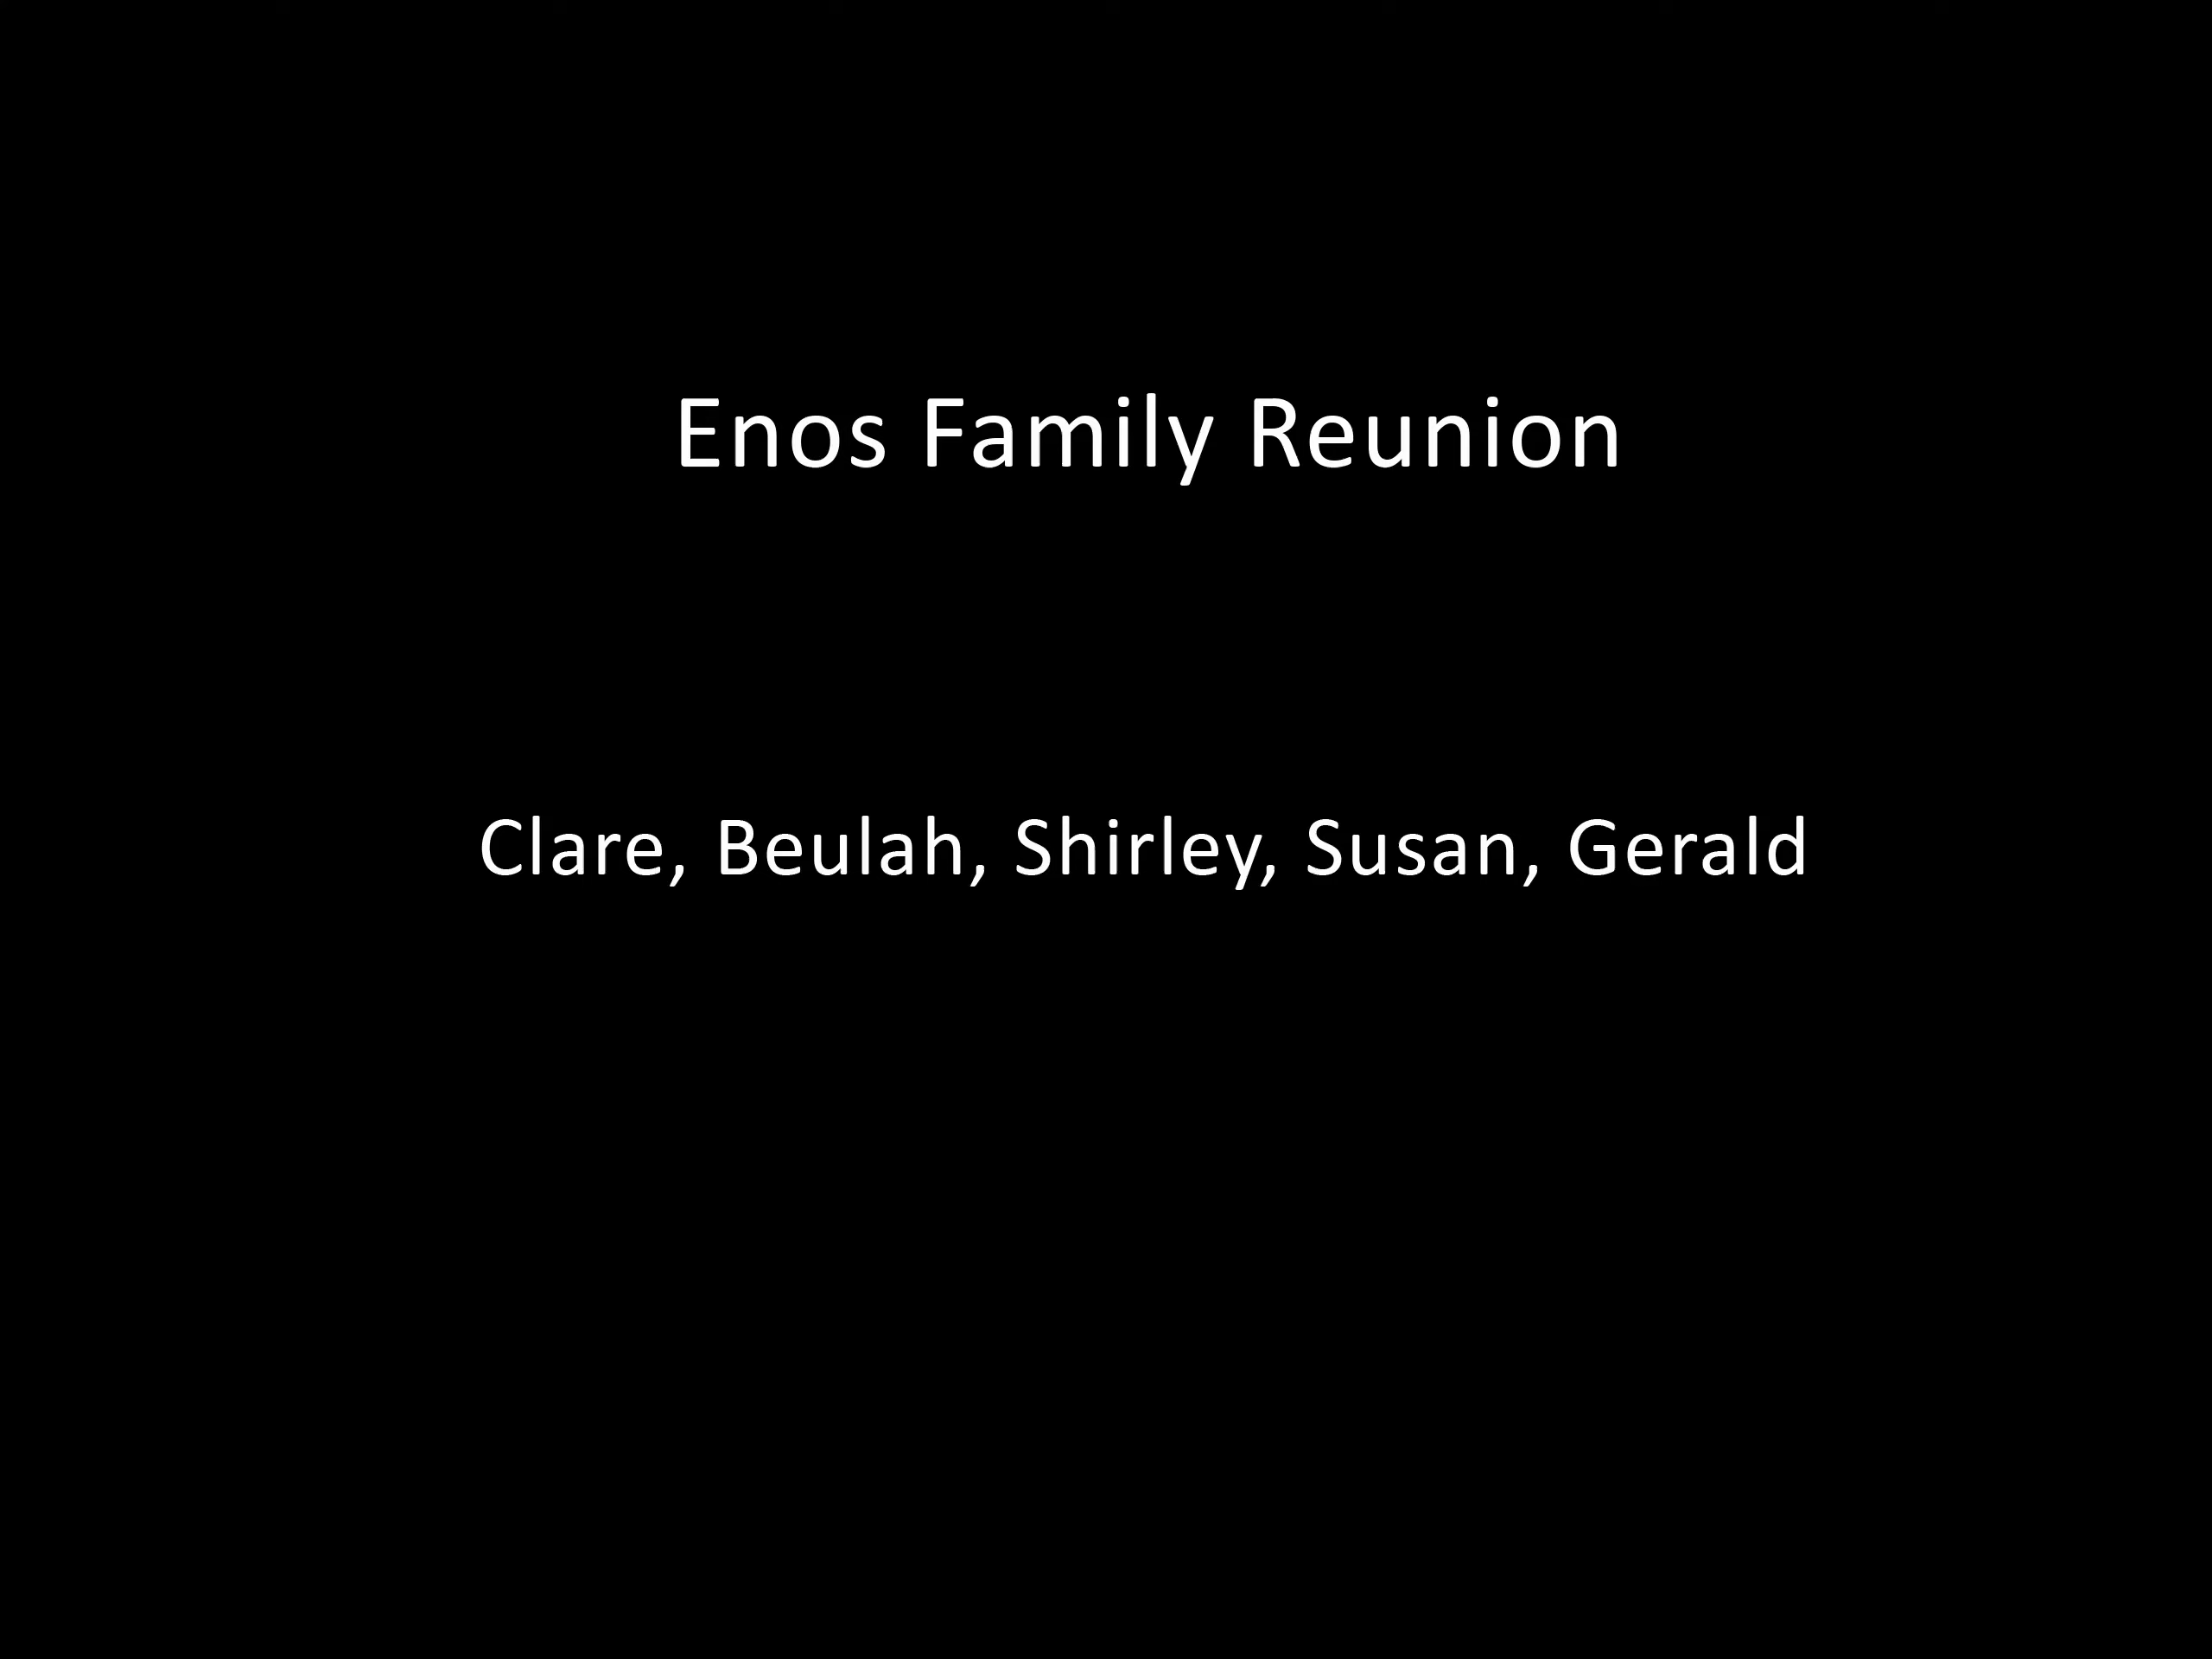 Enos Family Reunion
Clare, Beulah, Shirley, Susan, Gerald